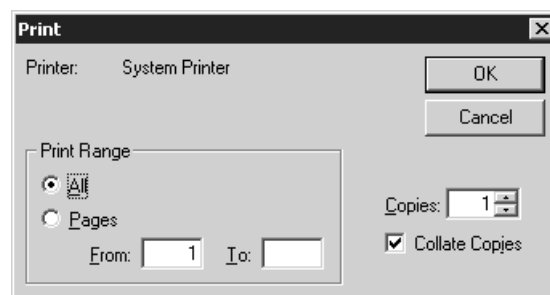 Print
Printer: System Printer
OK
Cancel
Print Range
All
Pages
From: 1 To:
Copies: 1
Collate Copies